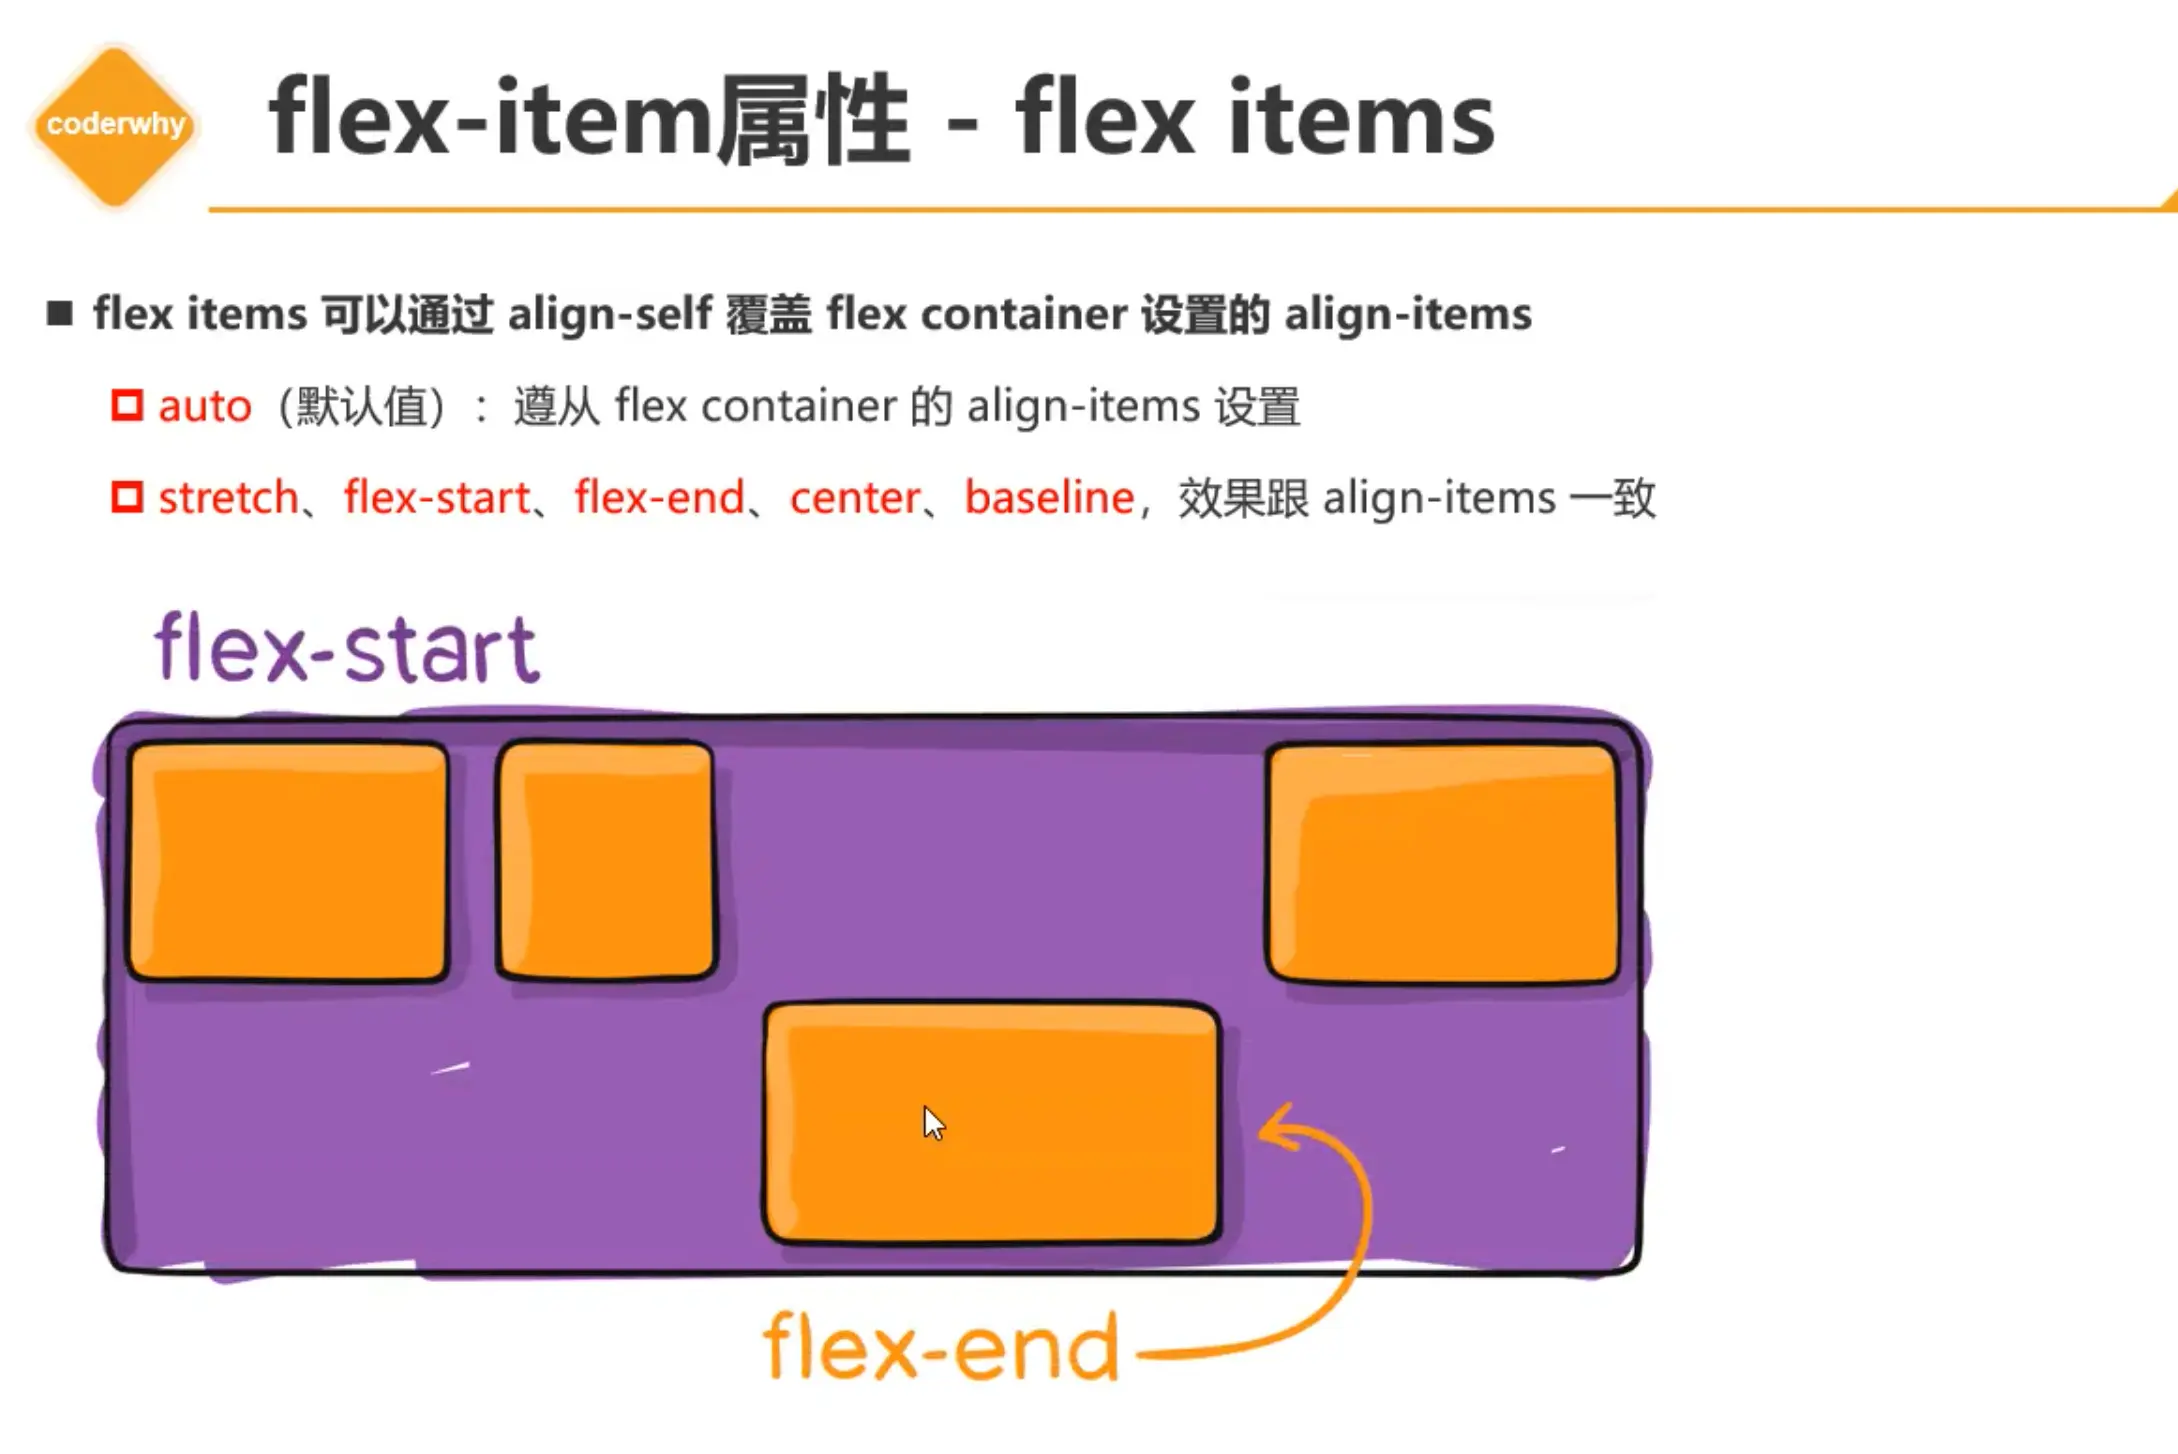 coderwhy
flex-item属性 - flex items
flex items 可以通过 align-self 覆盖 flex container 设置的 align-items
auto（默认值）：遵从 flex container 的 align-items 设置
stretch、flex-start、flex-end、center、baseline，效果跟 align-items 一致
flex-start
flex-end